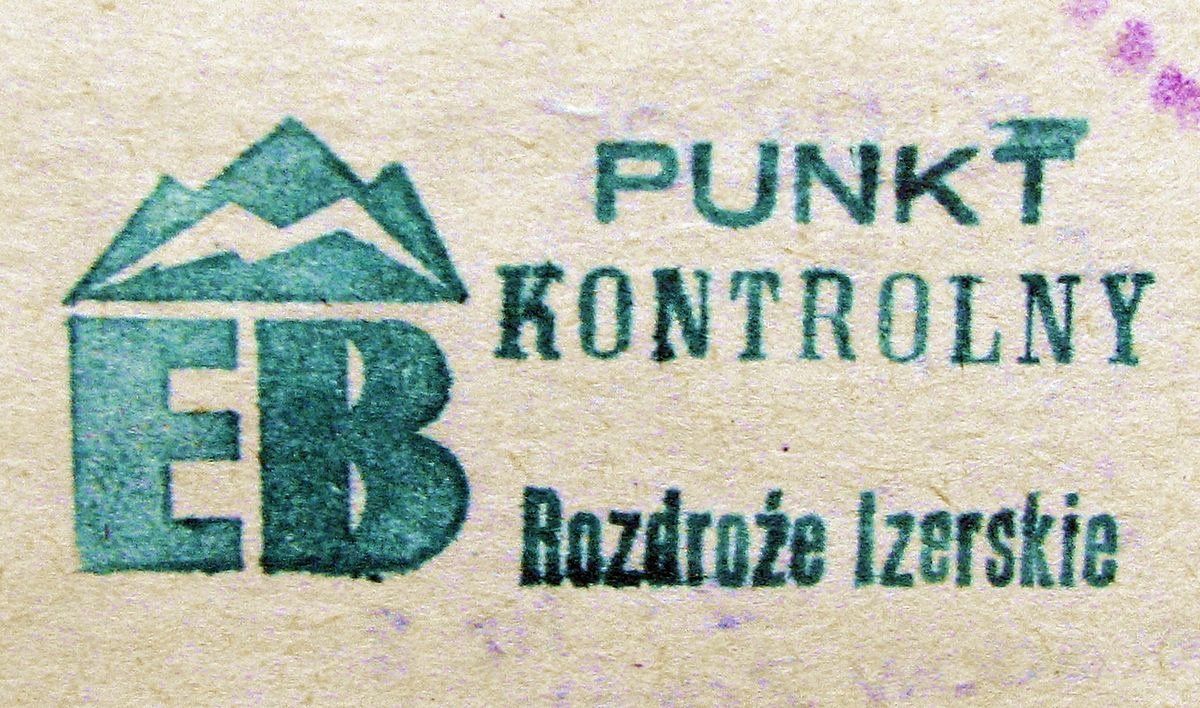 EB
PUNKT
KONTROLNY
Rozdroże Izerskie